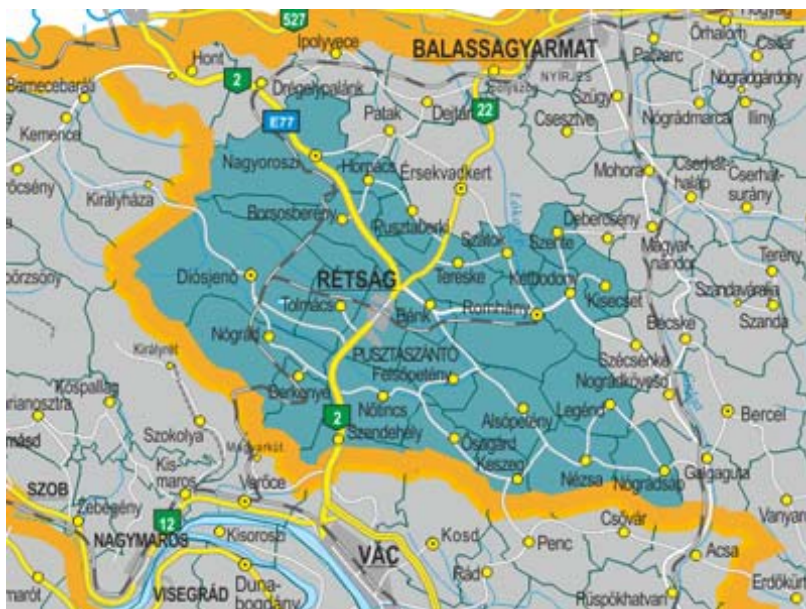 527
Hont
Ipolyvece
BALASSAGYARMAT
Őrhalom
Patvarc
Csitár
2
Drégelypalánk
NYÍRJES
Nógrádgárdony
Bernecebaráti
22
Szügy
E77
Patak
Dejtár
Csesztve
Nógrádmarcal
Iliny
Kemence
Nagyoroszi
Horpács
Érsekvadkert
Mohora
Cserhát-
haláp
Cserhát-
surány
Királyháza
Borsosberény
Pusztaberki
Debercsény
Szátok
Szente
Magyar-
nándor
Terény
Diósjenő
RÉTSÁG
Tereske
Kétbodony
Kisecset
Szandaváralja
Szanda
Tolmács
Bánk
Romhány
Becske
Nógrád
PUSZTASZÁNTÓ
Szécsénke
Királyrét
Felsőpetény
Nógrádkövesd
Berkenye
Kóspallag
Nőtincs
Legénd
Bercel
Alsópetény
Szokolya
2
Szendehely
Ősagárd
Magyarkút
Keszeg
Nézsa
Galgaguta
Kis-
maros
Nógrádsáp
SZOB
Verőce
Zebegény
12
NAGYMAROS
Kisoroszi
VÁC
Kosd
Csővár
Penc
Acsa
Rád
VISEGRÁD
Duna-
bogdány
Püspökhatvan